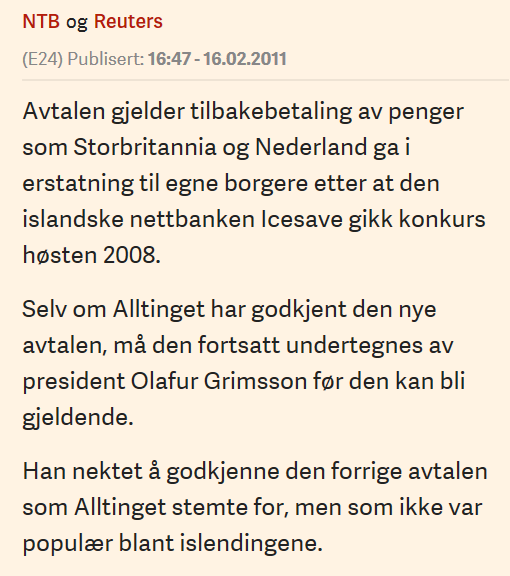 NTB og Reuters
(E24) Publisert: 16:47 - 16.02.2011
Avtalen gjelder tilbakebetaling av penger
som Storbritannia og Nederland ga i
erstatning til egne borgere etter at den
islandske nettbanken Icesave gikk konkurs
høsten 2008.
Selv om Alltinget har godkjent den nye
avtalen, må den fortsatt undertegnes av
president Olafur Grimsson før den kan bli
gjeldende.
Han nektet å godkjenne den forrige avtalen
som Alltinget stemte for, men som ikke var
populær blant islendingene.